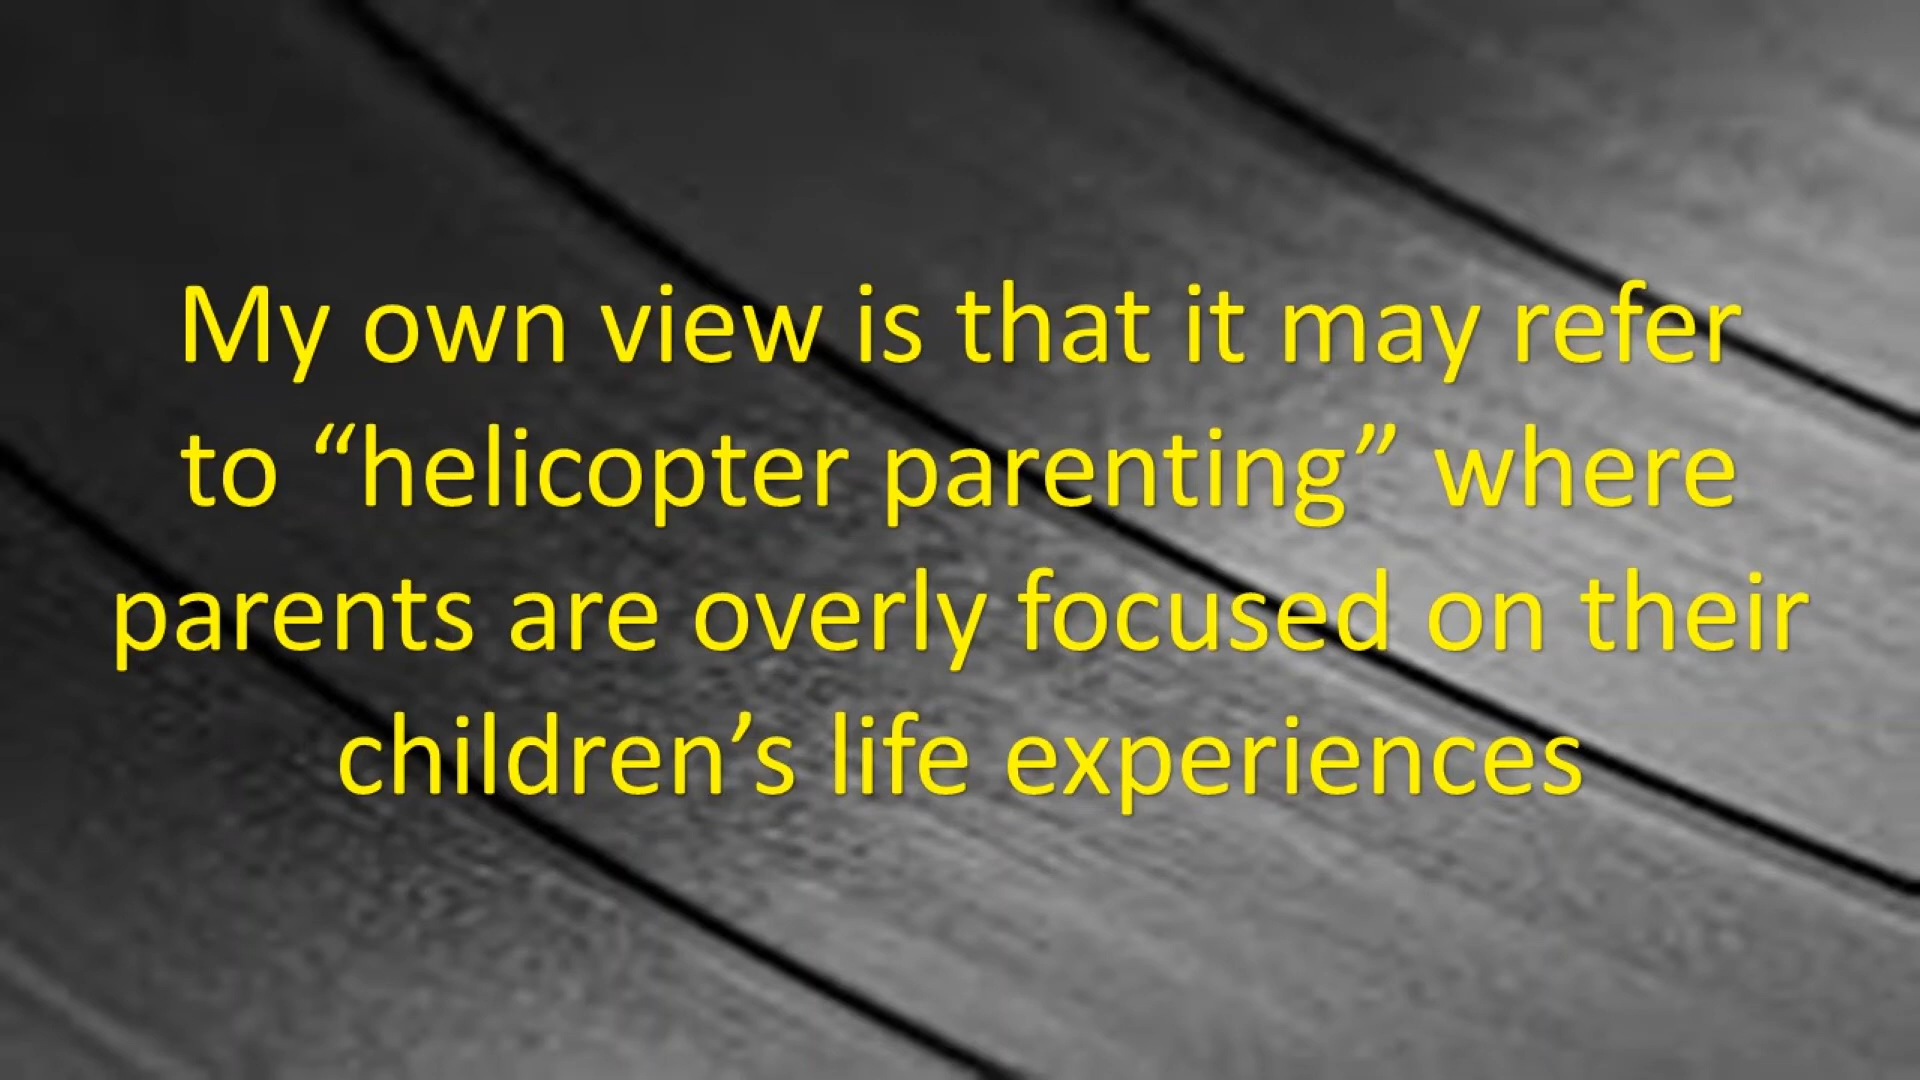 My own view is that it may refer
to “helicopter parenting” where
parents are overly focused on their
children’s life experiences